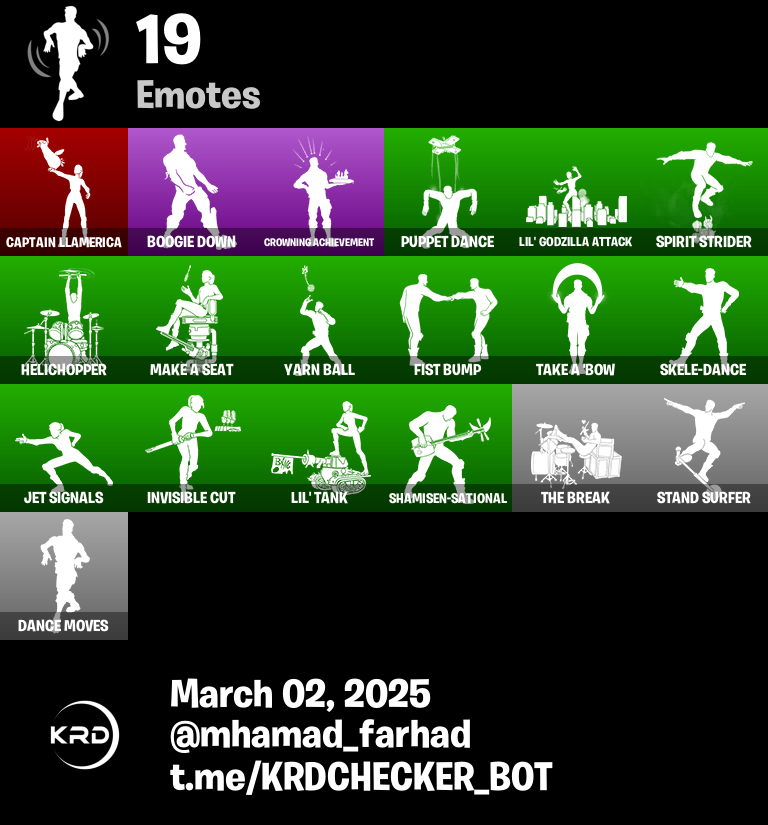 19
Emotes
CAPTAIN LLAMERICA
BOOGIE DOWN
CROWNING ACHIEVEMENT
PUPPET DANCE
LIL' GODZILLA ATTACK
SPIRIT STRIDER
HELICHOPPER
MAKE A SEAT
YARN BALL
FIST BUMP
TAKE A 'BOW
SKELE-DANCE
JET SIGNALS
INVISIBLE CUT
LIL' TANK
SHAMISEN-SATIONAL
THE BREAK
STAND SURFER
DANCE MOVES
KRD
March 02, 2025
@mhamad_farhad
t.me/KRDCHECKER_BOT